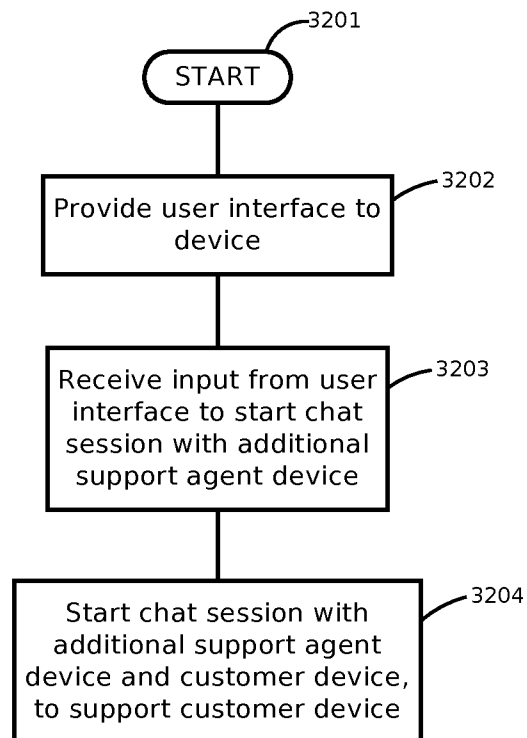 3201
START
3202
Provide user interface to
device
3203
Receive input from user
interface to start chat
session with additional
support agent device
3204
Start chat session with
additional support agent
device and customer device,
to support customer device